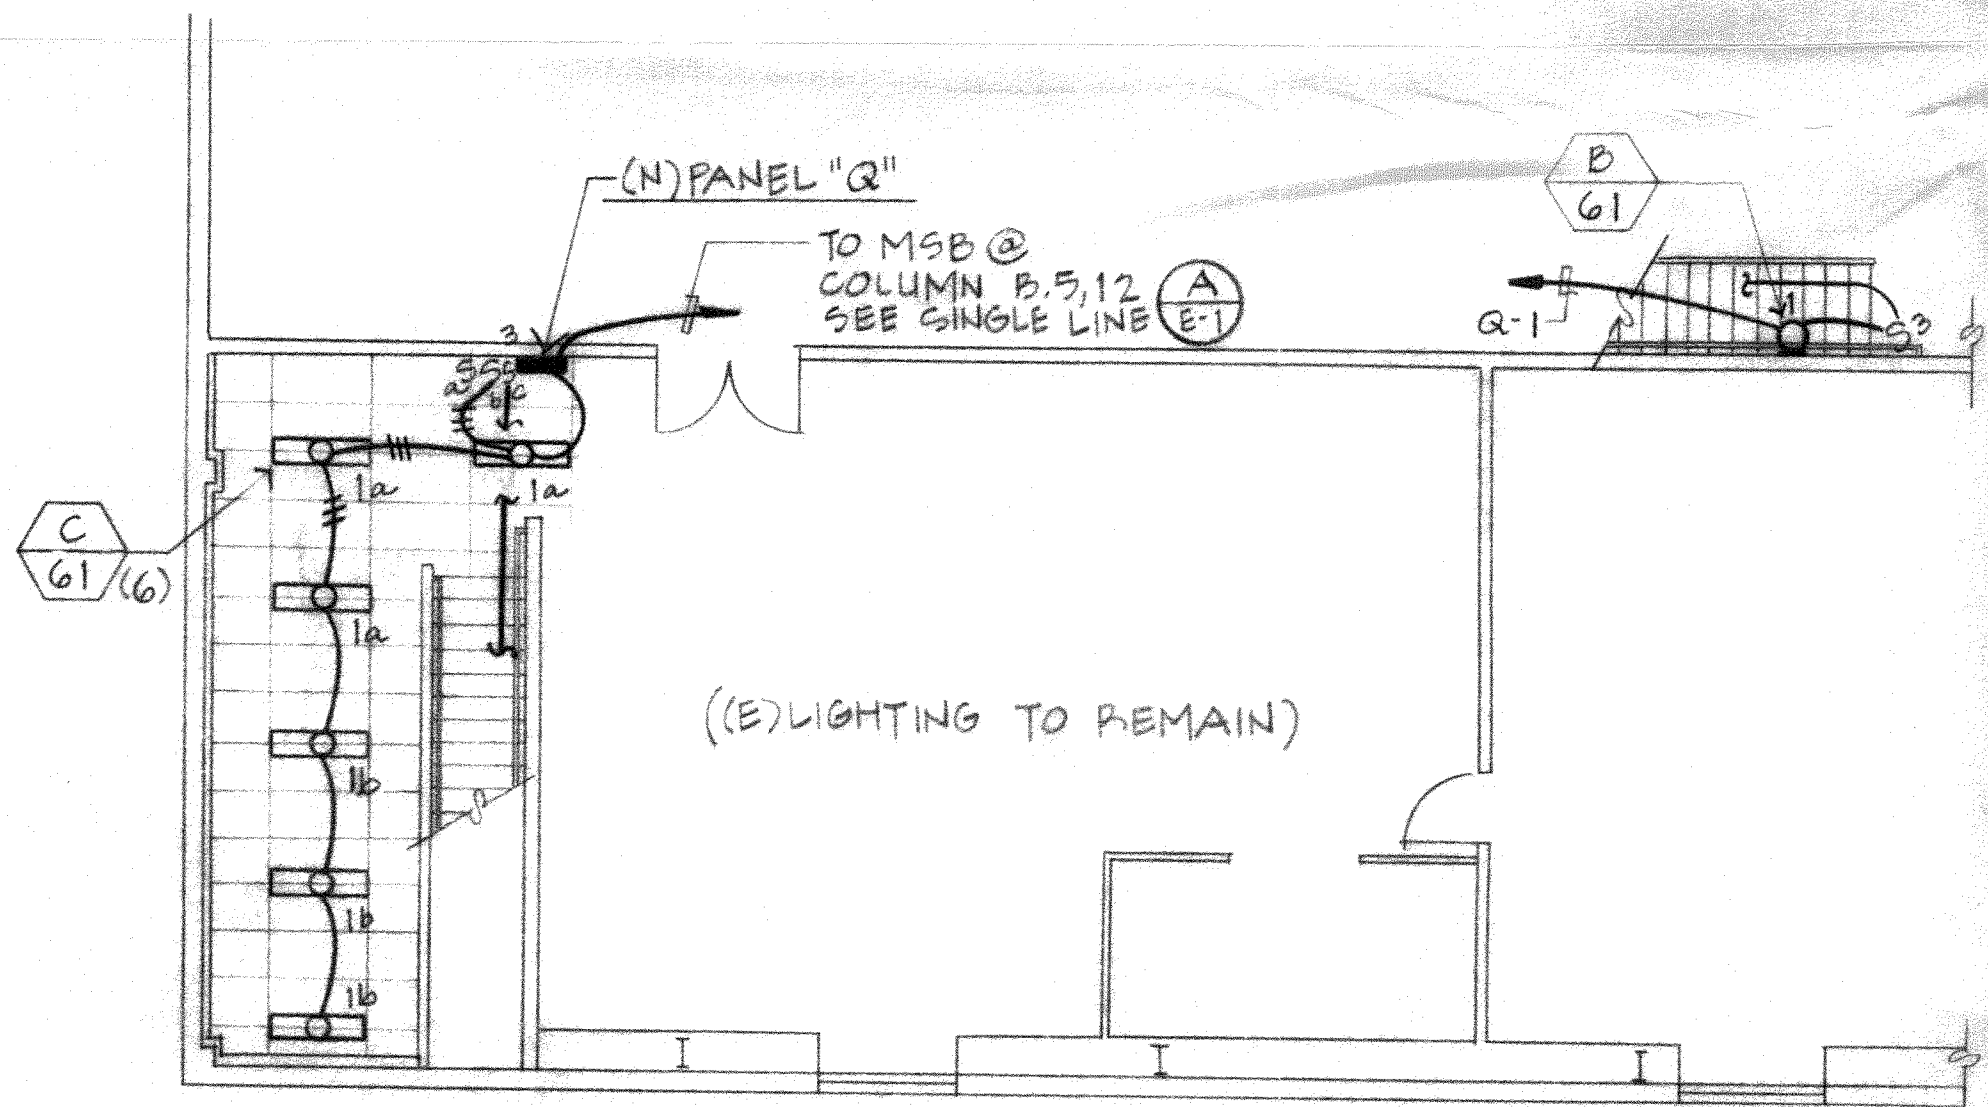 (N) PANEL "Q"
TO MSB @
COLUMN B.5,12
SEE SINGLE LINE
A
E-1
B
61
Q-1
1
S3
3
S S S
a b c
1a
1a
C
61
(6)
1a
1b
((E) LIGHTING TO REMAIN)
1b
1b